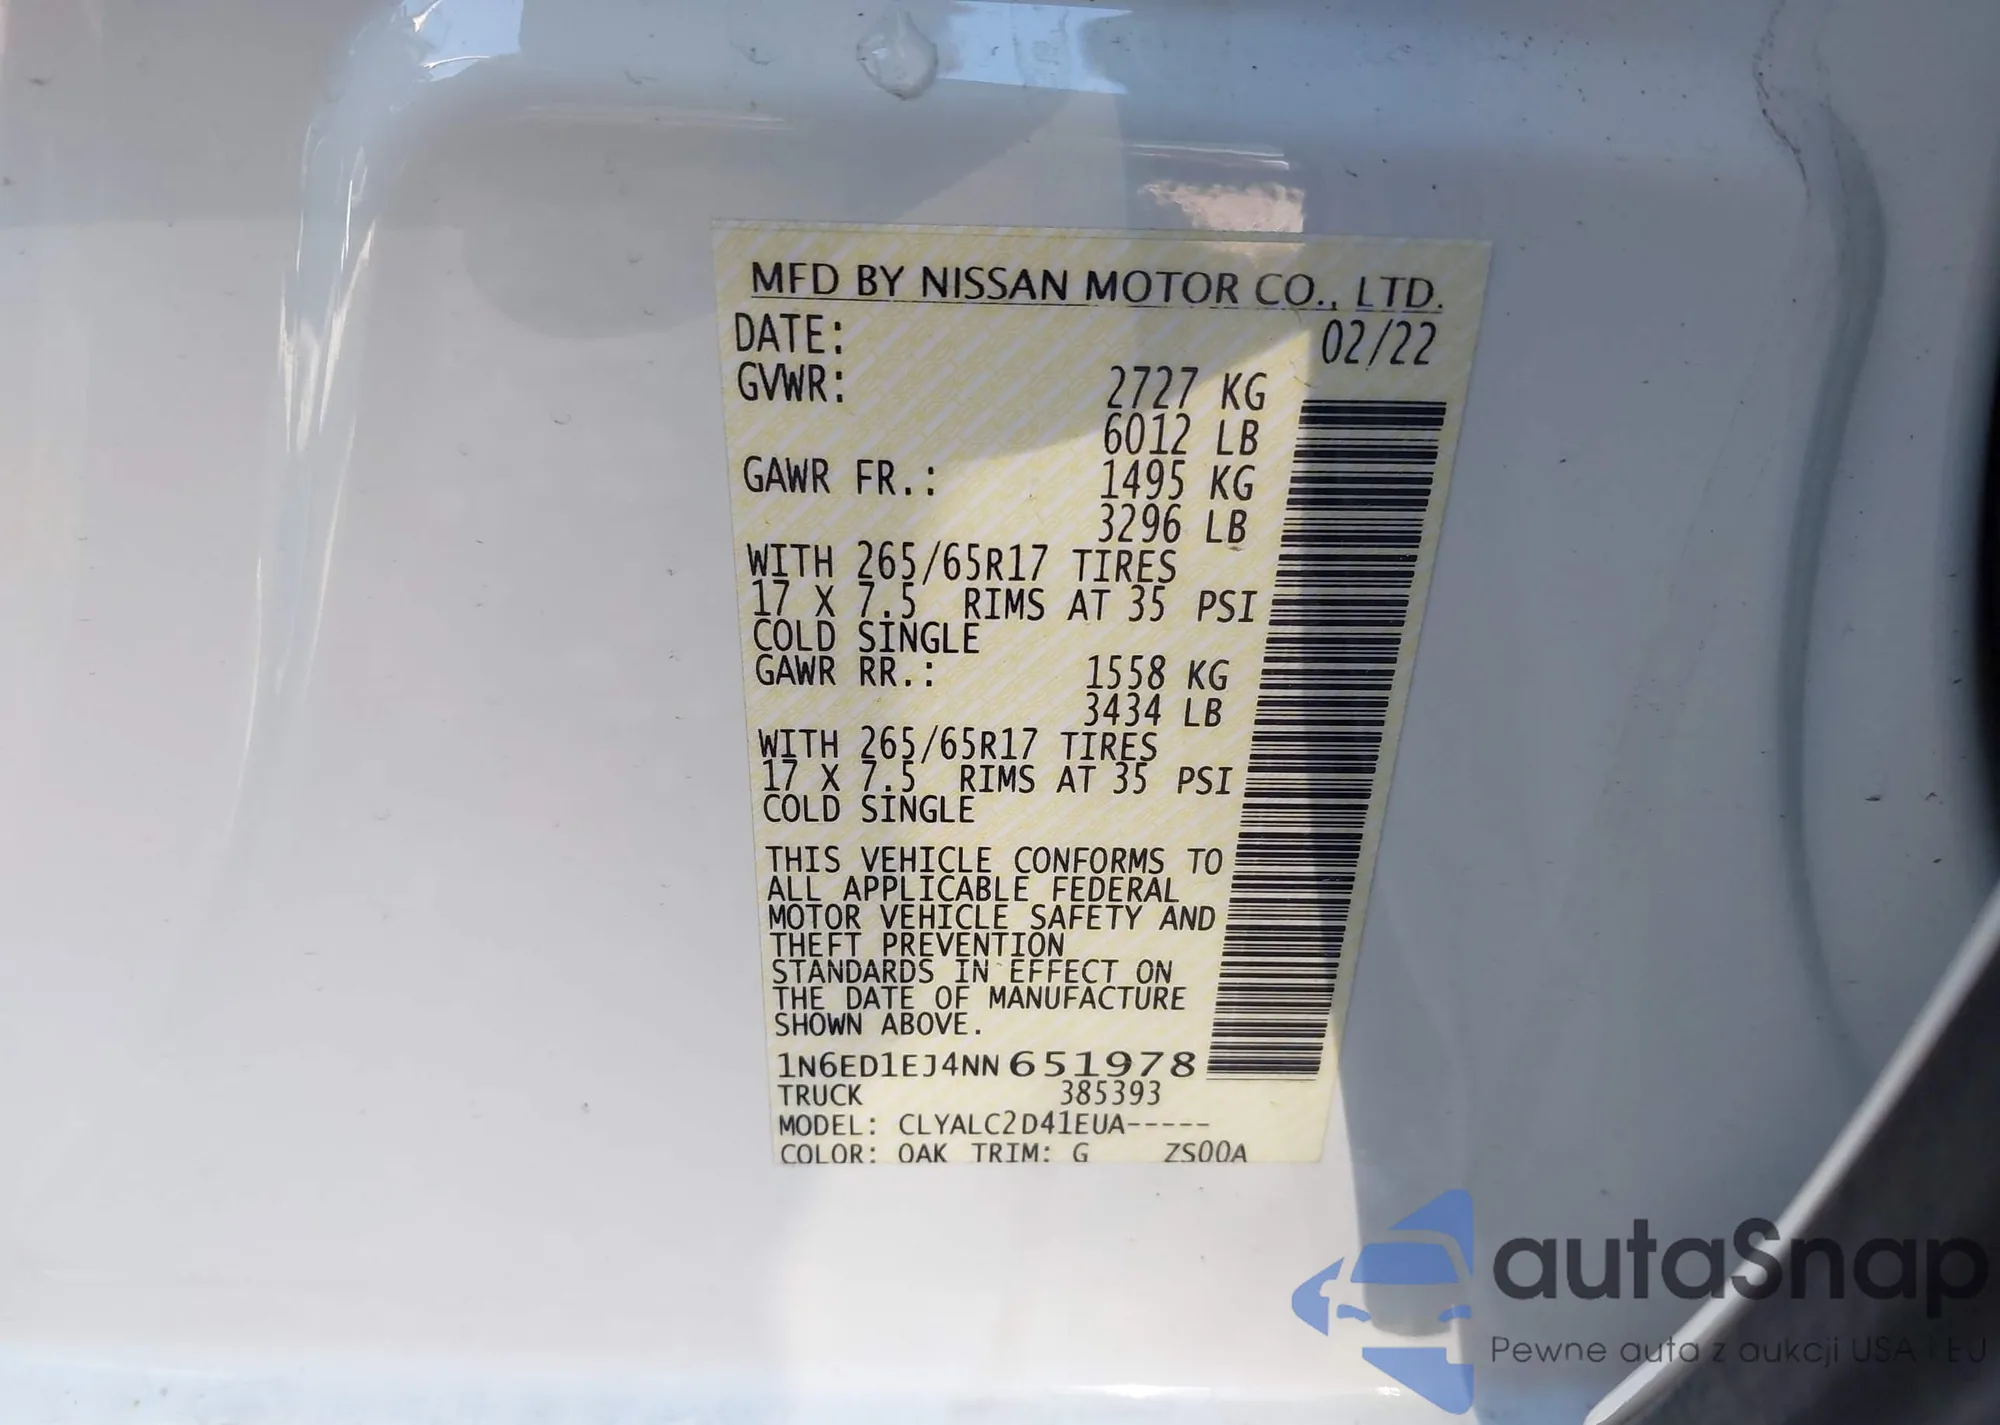 MFD BY NISSAN MOTOR CO., LTD.
DATE: 02/22
GVWR: 2727 KG
6012 LB
GAWR FR.: 1495 KG
3296 LB
WITH 265/65R17 TIRES
17 X 7.5 RIMS AT 35 PSI
COLD SINGLE
GAWR RR.: 1558 KG
3434 LB
WITH 265/65R17 TIRES
17 X 7.5 RIMS AT 35 PSI
COLD SINGLE
THIS VEHICLE CONFORMS TO
ALL APPLICABLE FEDERAL
MOTOR VEHICLE SAFETY AND
THEFT PREVENTION
STANDARDS IN EFFECT ON
THE DATE OF MANUFACTURE
SHOWN ABOVE.
1N6ED1EJ4NN651978
TRUCK 385393
MODEL: CLYALC2D41EUA-----
COLOR: QAK TRIM: G ZS00A
autaSnap
Pewne auta z aukcji USA i EU